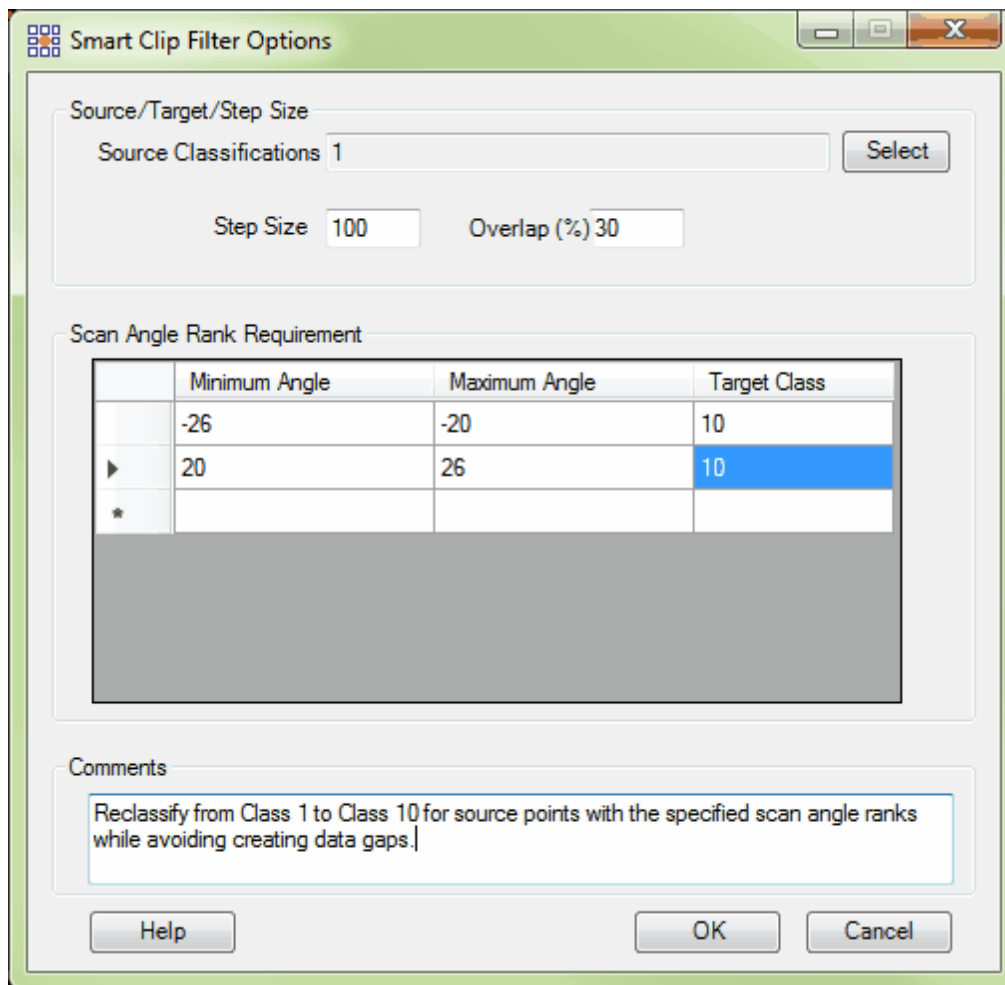 Smart Clip Filter Options
Source/Target/Step Size
Source Classifications 1 Select
Step Size 100 Overlap (%) 30
Scan Angle Rank Requirement
Minimum Angle Maximum Angle Target Class
-26 -20 10
20 26 10
*
Comments
Reclassify from Class 1 to Class 10 for source points with the specified scan angle ranks
while avoiding creating data gaps.
Help OK Cancel